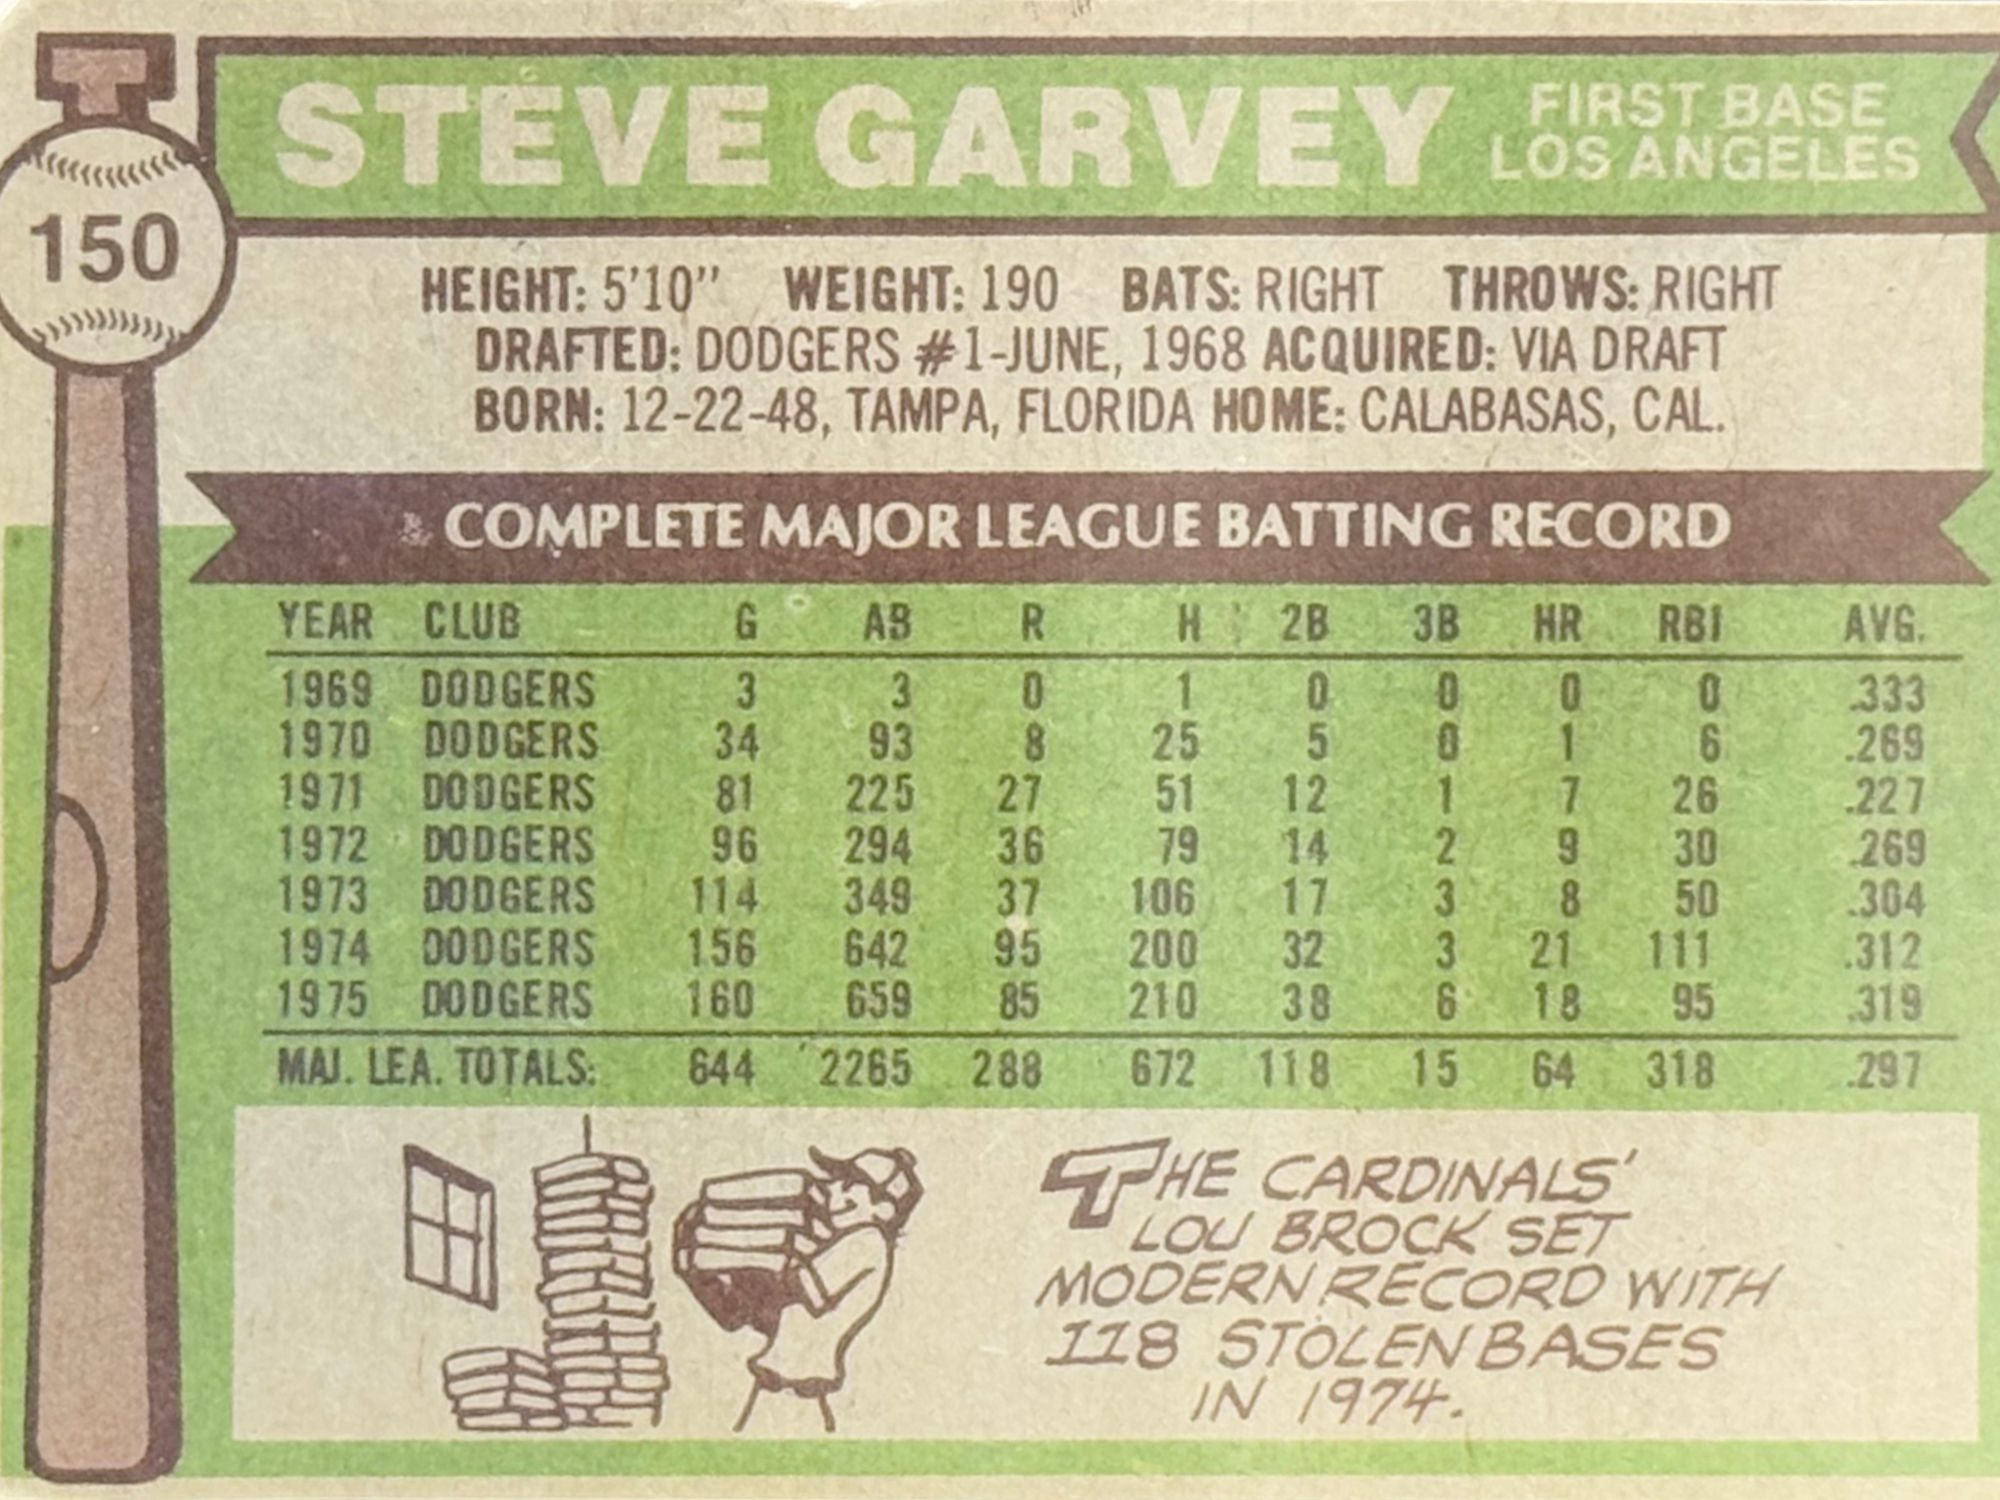 STEVE GARVEY
FIRST BASE
LOS ANGELES
150
HEIGHT: 5'10" WEIGHT: 190 BATS: RIGHT THROWS: RIGHT
DRAFTED: DODGERS #1-JUNE, 1968 ACQUIRED: VIA DRAFT
BORN: 12-22-48, TAMPA, FLORIDA HOME: CALABASAS, CAL.
COMPLETE MAJOR LEAGUE BATTING RECORD
YEAR CLUB G AB R H 2B 3B HR RBI AVG.
1969 DODGERS 3 3 0 1 0 0 0 0 .333
1970 DODGERS 34 93 8 25 5 0 1 6 .269
1971 DODGERS 81 225 27 51 12 1 7 26 .227
1972 DODGERS 96 294 36 79 14 2 9 30 .269
1973 DODGERS 114 349 37 106 17 3 8 50 .304
1974 DODGERS 156 642 95 200 32 3 21 111 .312
1975 DODGERS 160 659 85 210 38 6 18 95 .319
MAJ. LEA. TOTALS: 644 2265 288 672 118 15 64 318 .297
THE CARDINALS'
LOU BROCK SET
MODERN RECORD WITH
118 STOLEN BASES
IN 1974.